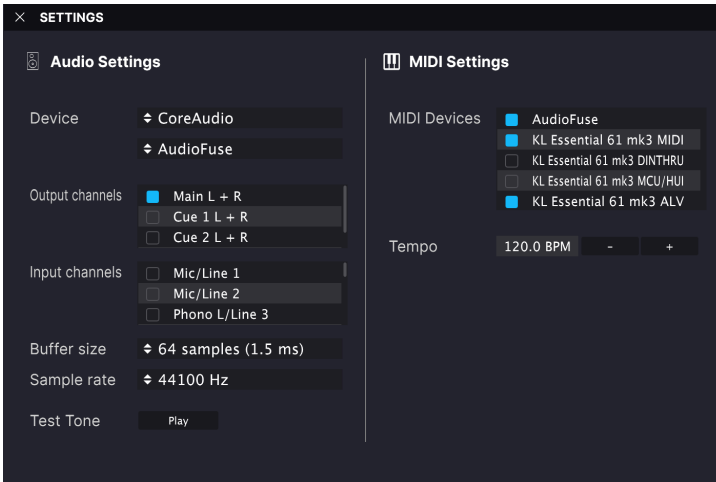 SETTINGS
Audio Settings
Device
CoreAudio
AudioFuse
Output channels
Main L + R
Cue 1 L + R
Cue 2 L + R
Input channels
Mic/Line 1
Mic/Line 2
Phono L/Line 3
Buffer size
64 samples (1.5 ms)
Sample rate
44100 Hz
Test Tone
Play
MIDI Settings
MIDI Devices
AudioFuse
KL Essential 61 mk3 MIDI
KL Essential 61 mk3 DINTHRU
KL Essential 61 mk3 MCU/HUI
KL Essential 61 mk3 ALV
Tempo
120.0 BPM
-
+